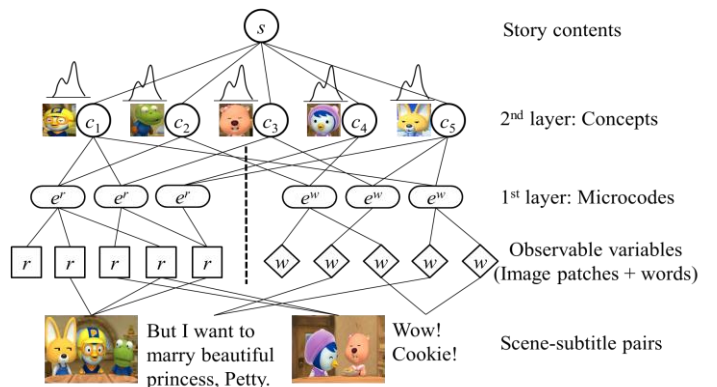 s
Story contents
c1 c2 c3 c4 c5
2nd layer: Concepts
e^r e^r e^r e^w e^w e^w
1st layer: Microcodes
r r r r r w w w w w
Observable variables
(Image patches + words)
But I want to
marry beautiful
princess, Petty.
Wow!
Cookie!
Scene-subtitle pairs